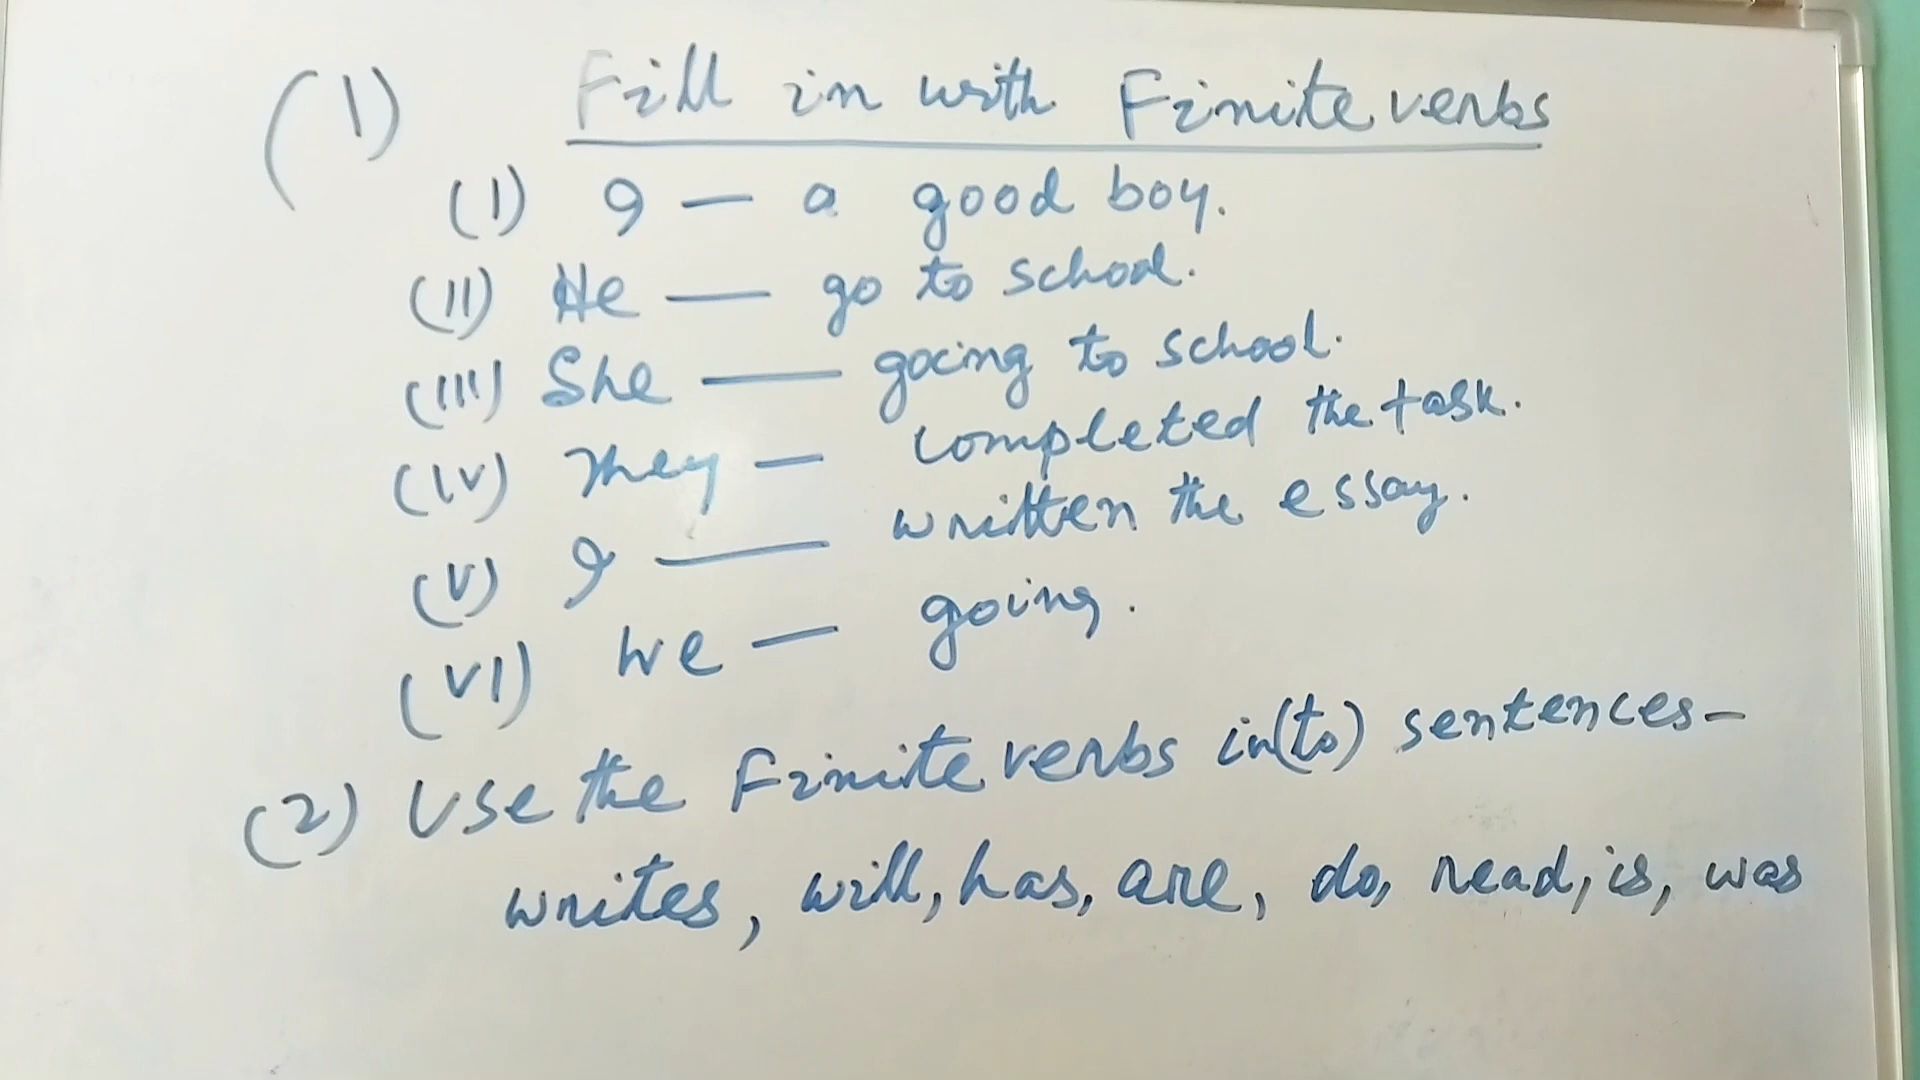 (1) Fill in with Finite verbs
(I) I — a good boy.
(II) He — go to school.
(III) She — going to school.
(IV) They — completed the task.
(V) I — written the essay.
(VI) We — going.
(2) Use the Finite verbs in(to) sentences-
writes, will, has, are, do, read, is, was